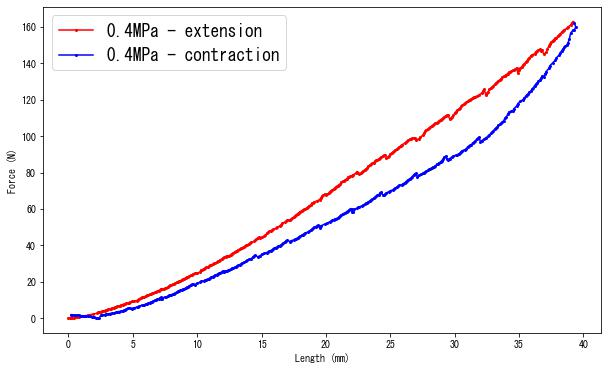 0.4MPa - extension
0.4MPa - contraction
160
140
120
100
80
60
40
20
0
Force (N)
0 5 10 15 20 25 30 35 40
Length (mm)